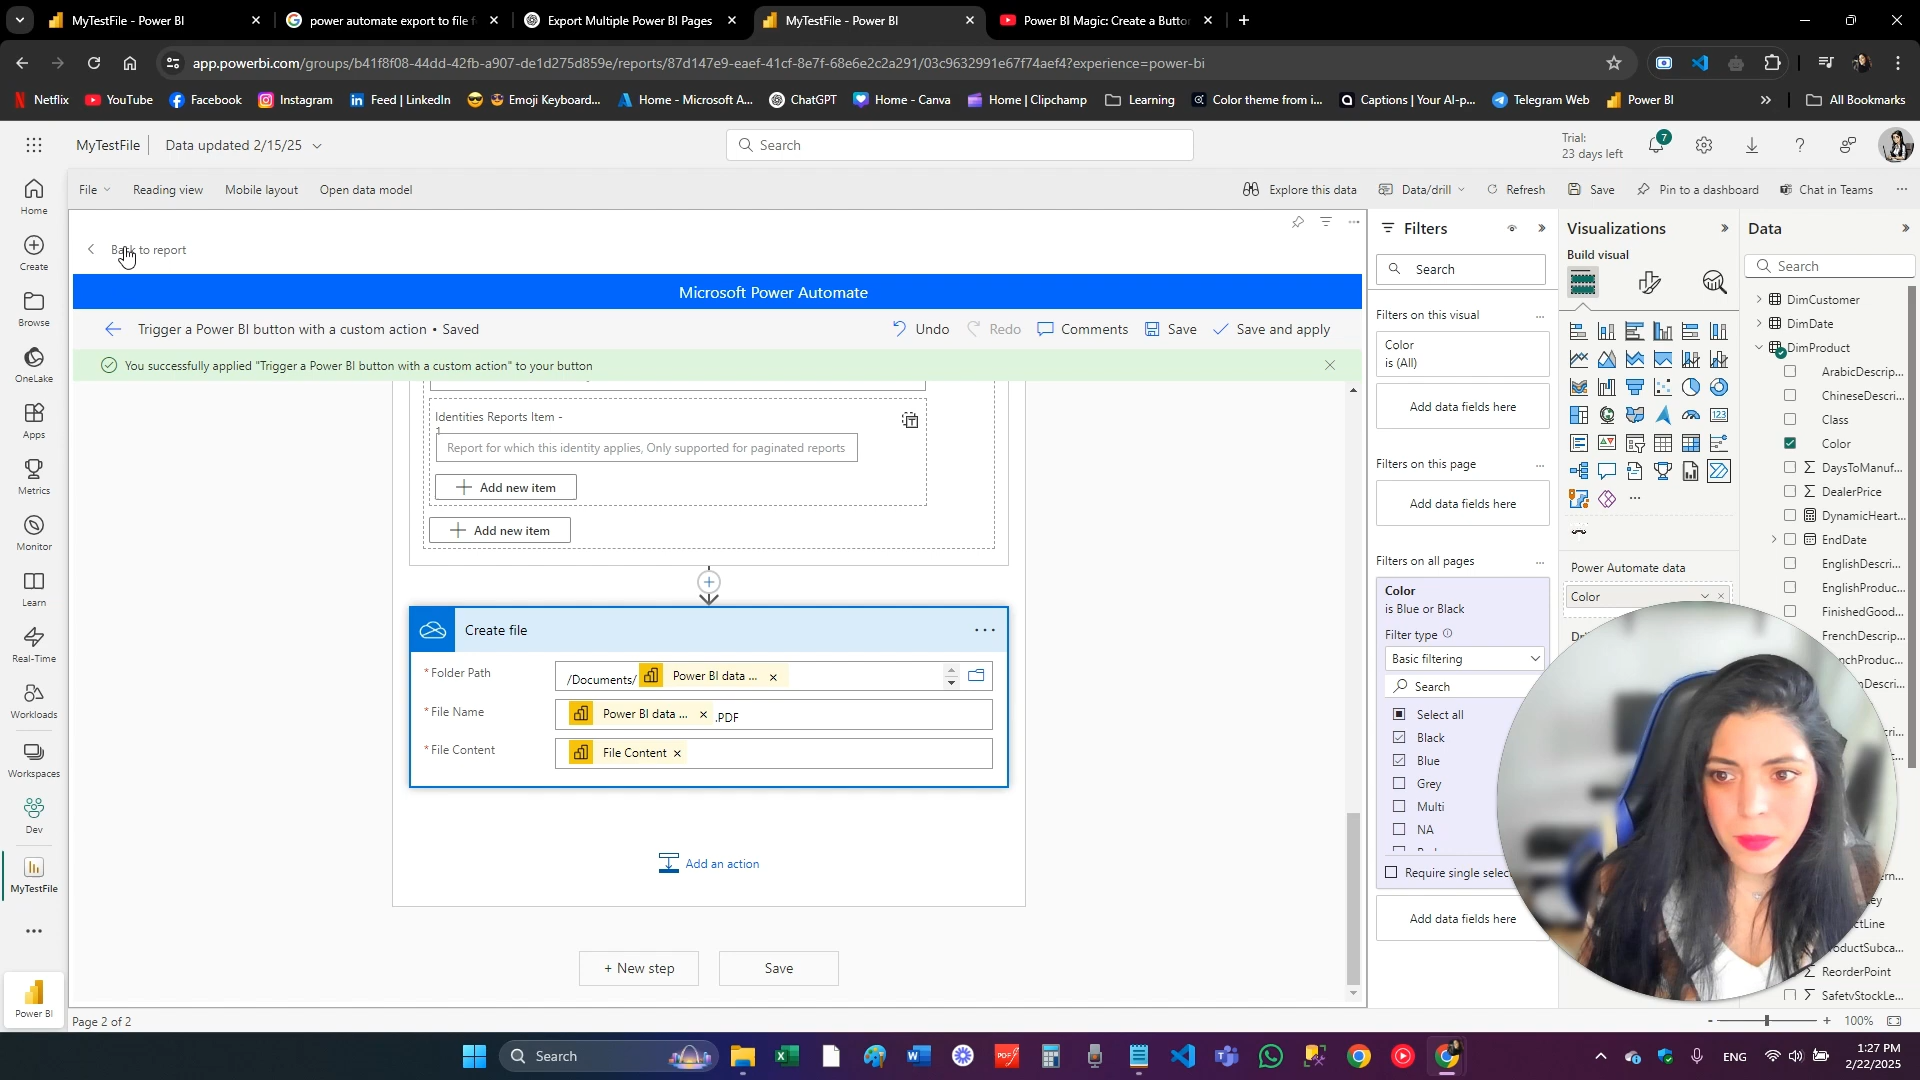 MyTestFile - Power BI
power automate export to file f
Export Multiple Power BI Pages
MyTestFile - Power BI
Power BI Magic: Create a Butto
app.powerbi.com/groups/b41f8f08-44dd-42fb-a907-de1d275d859e/reports/87d147e9-eaef-41cf-8e7f-68e6e2c2a291/03c9632991e67f74aef4?experience=power-bi
Netflix
YouTube
Facebook
Instagram
Feed | LinkedIn
Emoji Keyboard...
Home - Microsoft A...
ChatGPT
Home - Canva
Home | Clipchamp
Learning
Color theme from i...
Captions | Your AI-p...
Telegram Web
Power BI
All Bookmarks
MyTestFile
Data updated 2/15/25
Search
Trial:
23 days left
7
File
Reading view
Mobile layout
Open data model
Explore this data
Data/drill
Refresh
Save
Pin to a dashboard
Chat in Teams
Home
Create
Browse
OneLake
Apps
Metrics
Monitor
Learn
Real-Time
Workloads
Workspaces
Dev
MyTestFile
Power BI
Back to report
Microsoft Power Automate
Trigger a Power BI button with a custom action • Saved
Undo
Redo
Comments
Save
Save and apply
You successfully applied "Trigger a Power BI button with a custom action" to your button
Identities Reports Item -
1
Report for which this identity applies, Only supported for paginated reports
Add new item
Add new item
Create file
* Folder Path
/Documents/ Power BI data ... ×
* File Name
Power BI data ... × .PDF
* File Content
File Content ×
Add an action
+ New step
Save
Page 2 of 2
Filters
Search
Filters on this visual
Color
is (All)
Add data fields here
Filters on this page
Add data fields here
Filters on all pages
Color
is Blue or Black
Filter type
Basic filtering
Search
Select all
Black
Blue
Grey
Multi
NA
Require single selec
Add data fields here
Visualizations
Build visual
Power Automate data
Color
Data
Search
DimCustomer
DimDate
DimProduct
ArabicDescrip...
ChineseDescri...
Class
Color
DaysToManuf...
DealerPrice
DynamicHeart...
EndDate
EnglishDescri...
EnglishProduc...
FinishedGood...
FrenchDescrip...
ReorderPoint
SafetyStockLe...
100%
Search
ENG
1:27 PM
2/22/2025